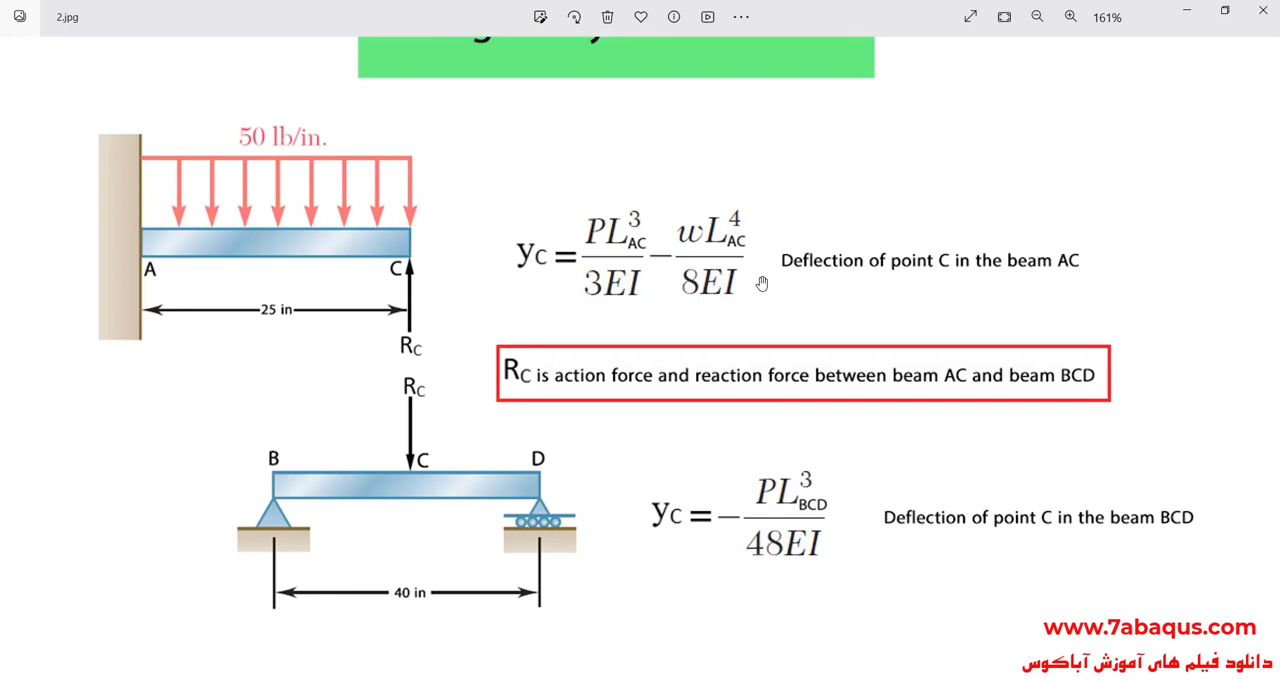 2.jpg
161%
50 lb/in.
A
C
25 in
R_C
y_C = PL_AC^3/3EI − wL_AC^4/8EI
Deflection of point C in the beam AC
R_C is action force and reaction force between beam AC and beam BCD
R_C
B
C
D
y_C = − PL_BCD^3/48EI
Deflection of point C in the beam BCD
40 in
www.7abaqus.com
دانلود فیلم های آموزش آباکوس